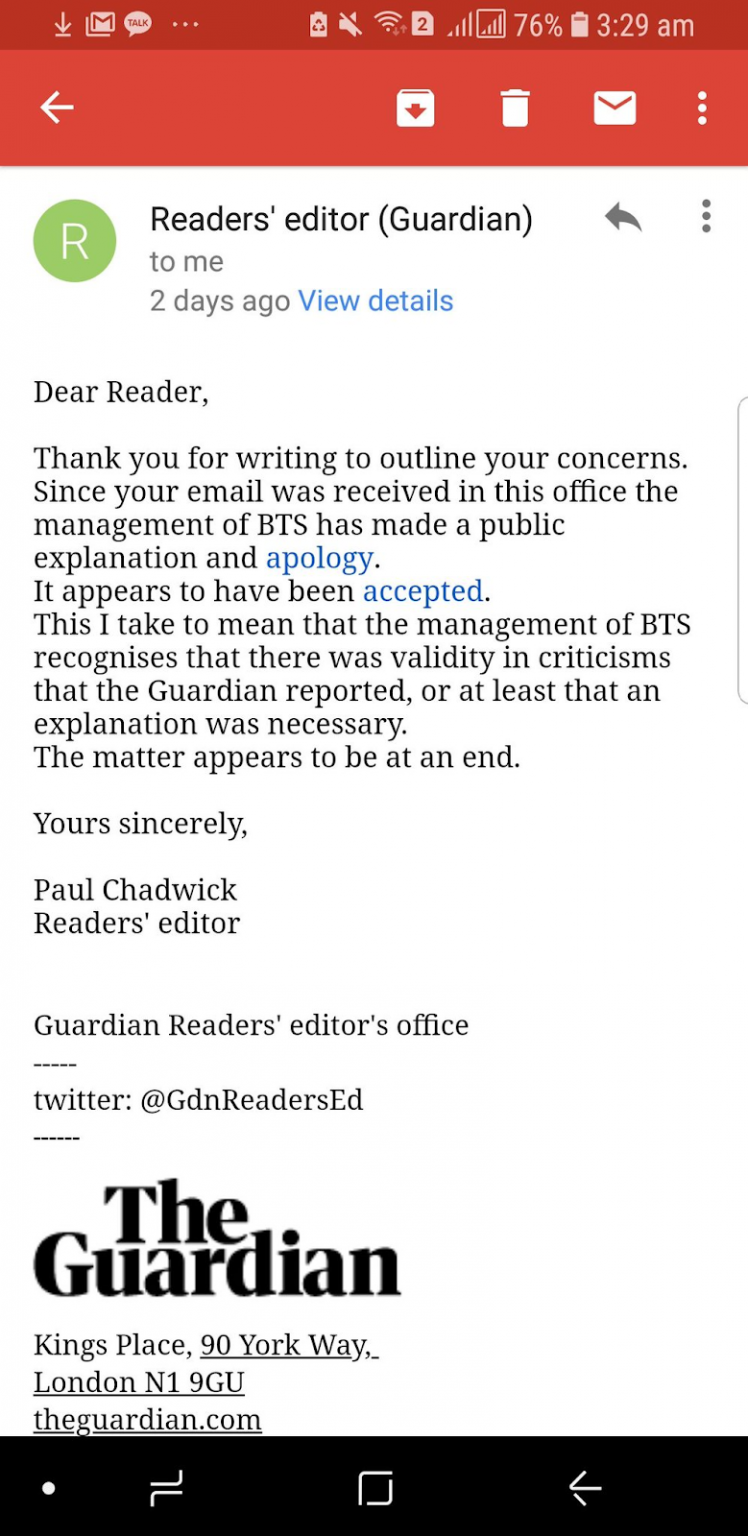 TALK ... 2 76% 3:29 am
R
Readers' editor (Guardian)
to me
2 days ago View details
Dear Reader,
Thank you for writing to outline your concerns.
Since your email was received in this office the
management of BTS has made a public
explanation and apology.
It appears to have been accepted.
This I take to mean that the management of BTS
recognises that there was validity in criticisms
that the Guardian reported, or at least that an
explanation was necessary.
The matter appears to be at an end.
Yours sincerely,
Paul Chadwick
Readers' editor
Guardian Readers' editor's office
-----
twitter: @GdnReadersEd
------
The
Guardian
Kings Place, 90 York Way,
London N1 9GU
theguardian.com